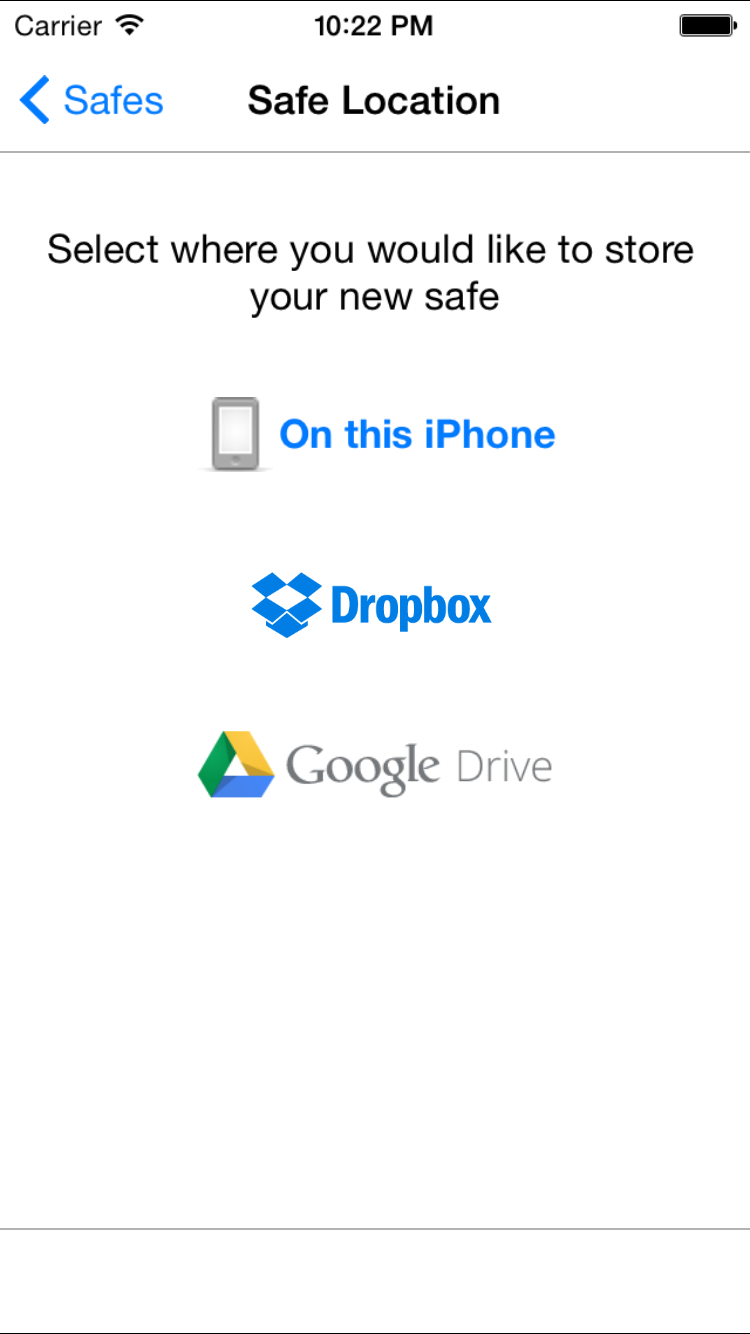 Carrier 10:22 PM
Safes Safe Location
Select where you would like to store
your new safe
On this iPhone
Dropbox
Google Drive